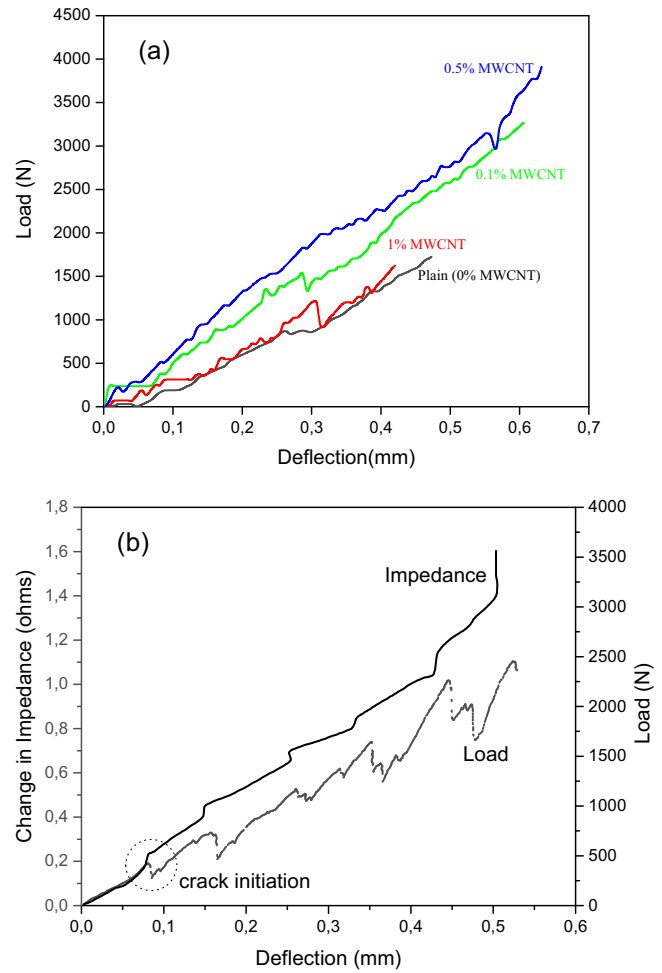 (a)
4500
4000
3500
3000
2500
2000
1500
1000
500
0
Load (N)
0.5% MWCNT
0.1% MWCNT
1% MWCNT
Plain (0% MWCNT)
0,0 0,1 0,2 0,3 0,4 0,5 0,6 0,7
Deflection(mm)
(b)
1,8
1,6
1,4
1,2
1,0
0,8
0,6
0,4
0,2
0,0
Change in Impedance (ohms)
Impedance
Load
crack initiation
4000
3500
3000
2500
2000
1500
1000
500
0
Load (N)
0,0 0,1 0,2 0,3 0,4 0,5 0,6
Deflection (mm)